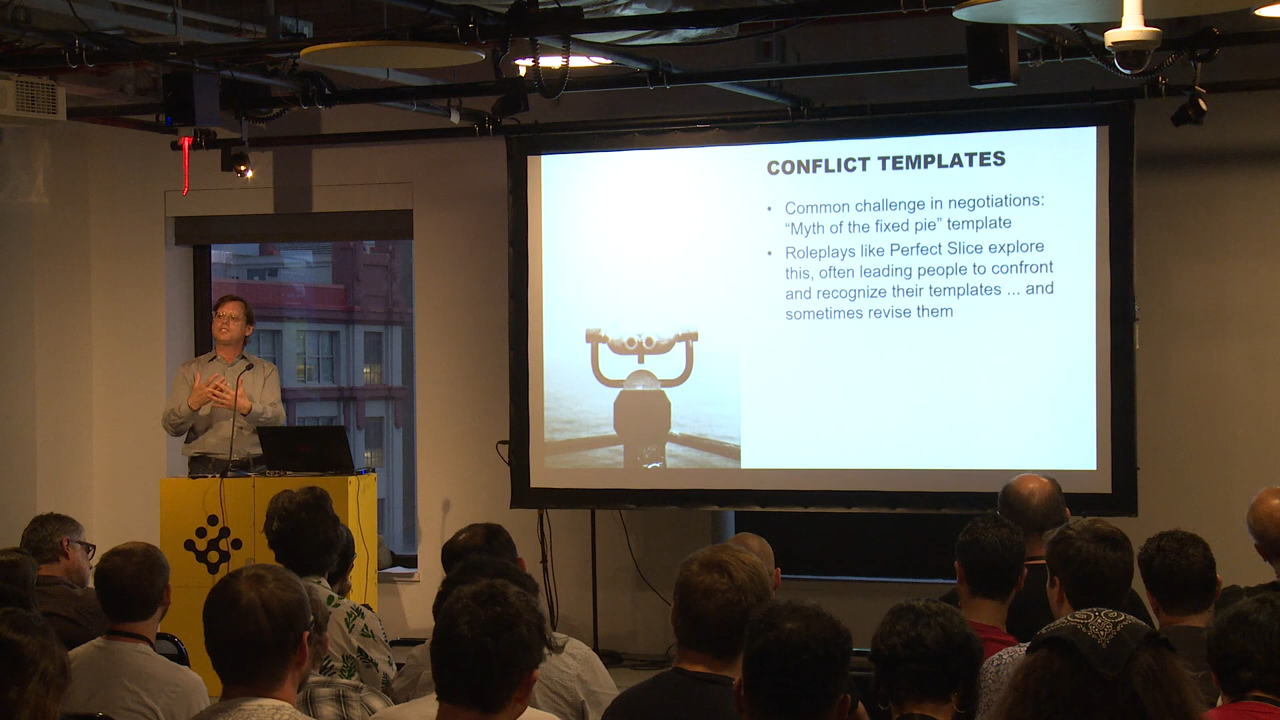 CONFLICT TEMPLATES
• Common challenge in negotiations:
“Myth of the fixed pie” template
• Roleplays like Perfect Slice explore
this, often leading people to confront
and recognize their templates ... and
sometimes revise them